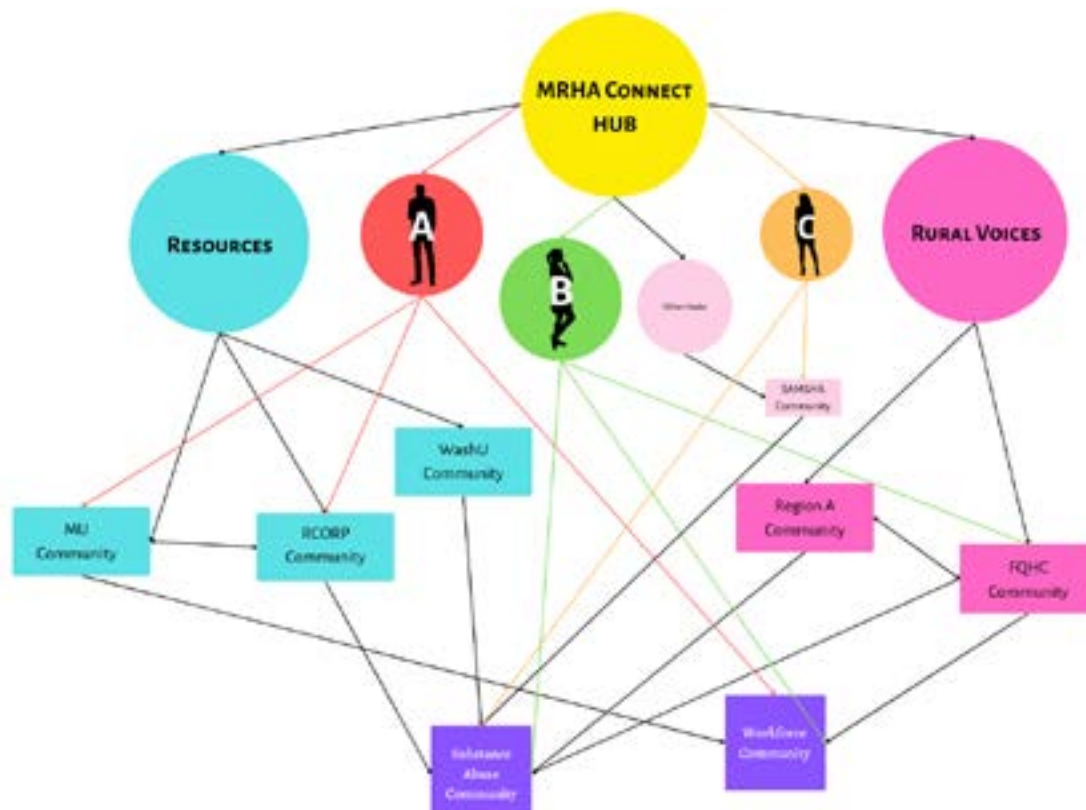 MRHA CONNECT
HUB
RESOURCES
A
B
C
RURAL VOICES
SAMSHA
Community
WashU
Community
MU
Community
RCORP
Community
Region A
Community
FQHC
Community
Substance
Abuse
Community
Workforce
Community